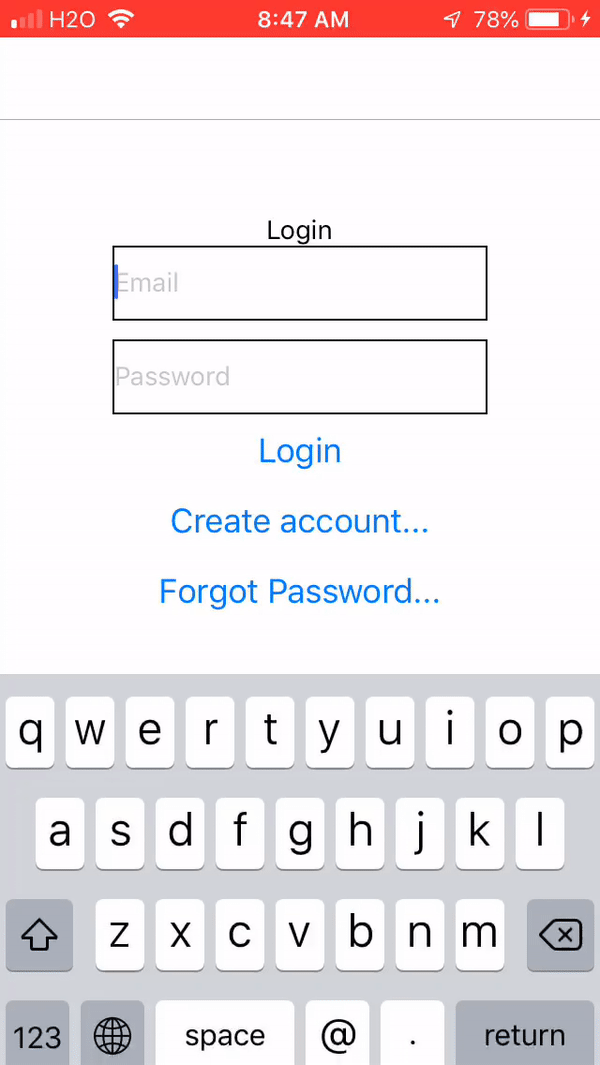 H2O 8:47 AM 78%
Login
Email
Password
Login
Create account...
Forgot Password...
q w e r t y u i o p
a s d f g h j k l
z x c v b n m
123 space @ . return